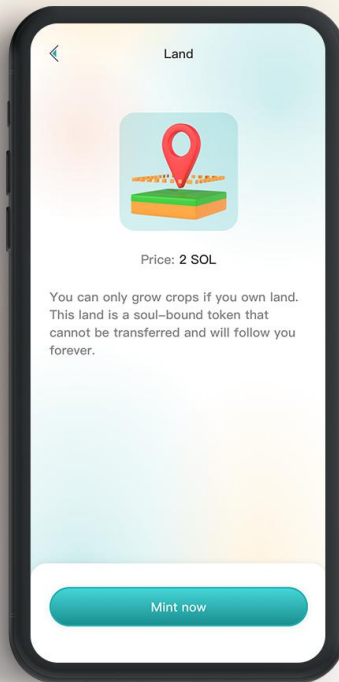 Land
Price: 2 SOL
You can only grow crops if you own land.
This land is a soul-bound token that
cannot be transferred and will follow you
forever.
Mint now